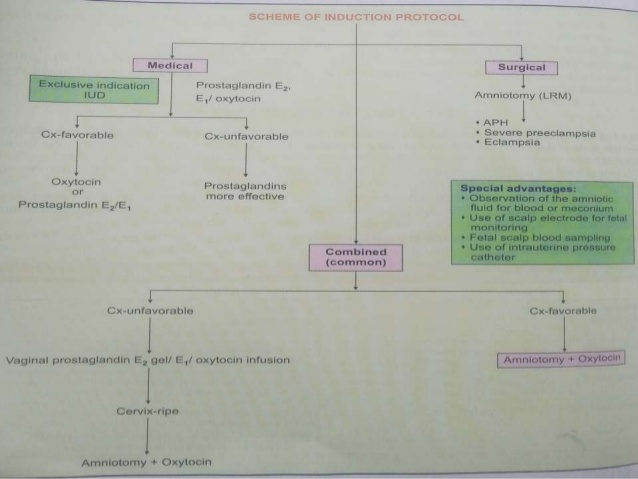 SCHEME OF INDUCTION PROTOCOL
Medical
Exclusive indication
IUD
Prostaglandin E₂,
E₁/ oxytocin
Cx-favorable
Cx-unfavorable
Oxytocin
or
Prostaglandin E₂/E₁
Prostaglandins
more effective
Surgical
Amniotomy (LRM)
• APH
• Severe preeclampsia
• Eclampsia
Special advantages:
• Observation of the amniotic
fluid for blood or meconium
• Use of scalp electrode for fetal
monitoring
• Fetal scalp blood sampling
• Use of intrauterine pressure
catheter
Combined
(common)
Cx-unfavorable
Vaginal prostaglandin E₂ gel/ E₁/ oxytocin infusion
Cervix-ripe
Amniotomy + Oxytocin
Cx-favorable
Amniotomy + Oxytocin